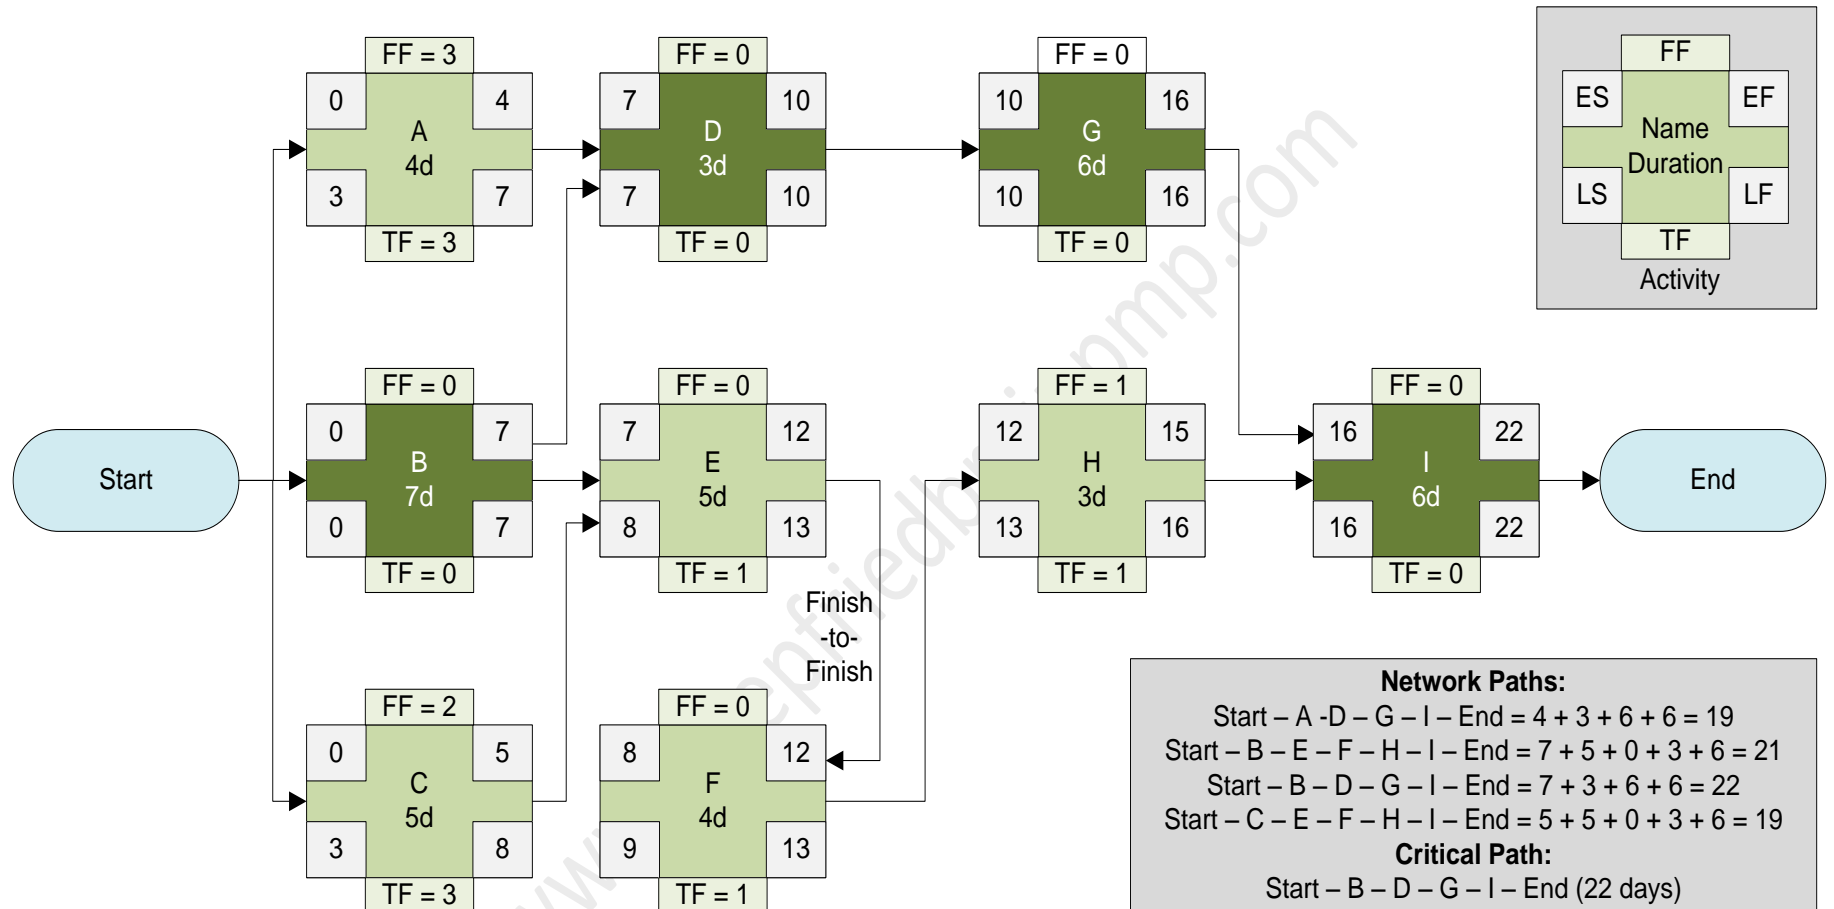 FF = 3
0
4
A
4d
3
7
TF = 3
FF = 0
7
10
D
3d
7
10
TF = 0
FF = 0
10
16
G
6d
10
16
TF = 0
FF
ES
EF
Name
Duration
LS
LF
TF
Activity
Start
FF = 0
0
7
B
7d
0
7
TF = 0
FF = 0
7
12
E
5d
8
13
TF = 1
FF = 1
12
15
H
3d
13
16
TF = 1
FF = 0
16
22
I
6d
16
22
TF = 0
End
Finish
-to-
Finish
FF = 2
0
5
C
5d
3
8
TF = 3
FF = 0
8
12
F
4d
9
13
TF = 1
Network Paths:
Start – A -D – G – I – End = 4 + 3 + 6 + 6 = 19
Start – B – E – F – H – I – End = 7 + 5 + 0 + 3 + 6 = 21
Start – B – D – G – I – End = 7 + 3 + 6 + 6 = 22
Start – C – E – F – H – I – End = 5 + 5 + 0 + 3 + 6 = 19
Critical Path:
Start – B – D – G – I – End (22 days)